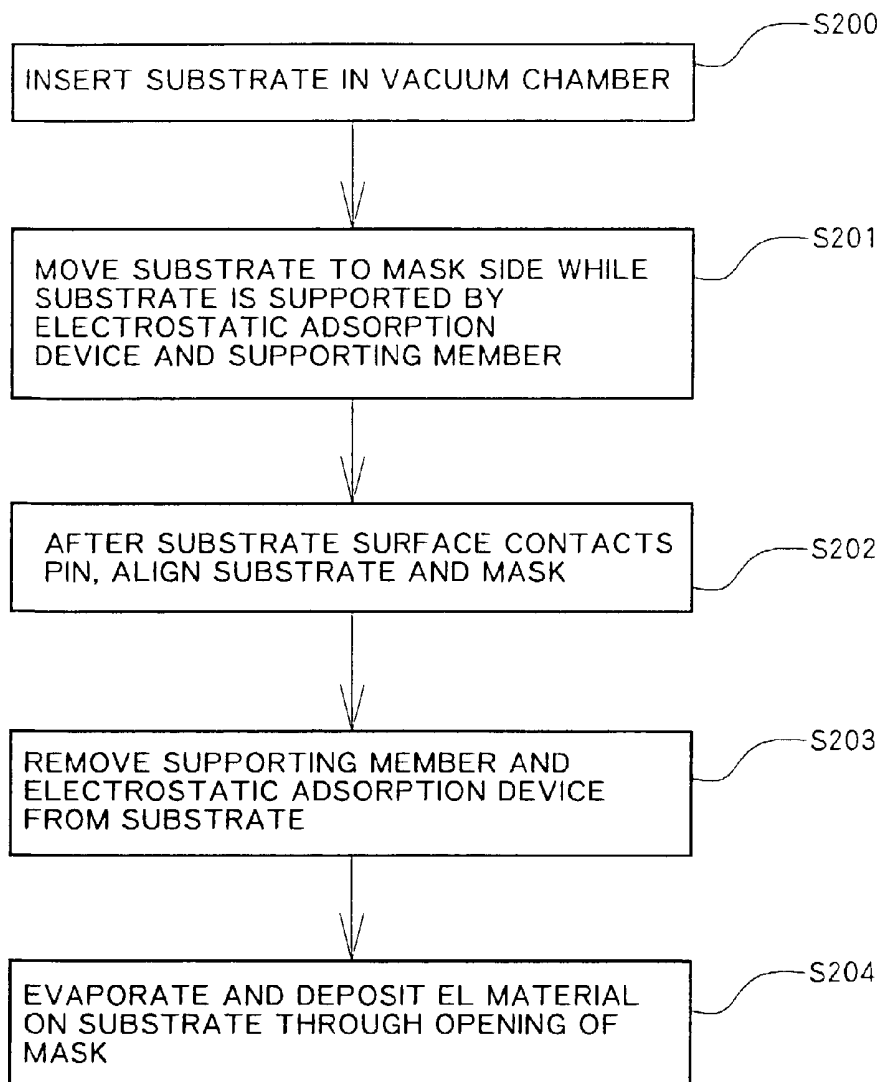 S200
INSERT SUBSTRATE IN VACUUM CHAMBER
S201
MOVE SUBSTRATE TO MASK SIDE WHILE
SUBSTRATE IS SUPPORTED BY
ELECTROSTATIC ADSORPTION
DEVICE AND SUPPORTING MEMBER
AFTER SUBSTRATE SURFACE CONTACTS
PIN, ALIGN SUBSTRATE AND MASK
S202
S203
REMOVE SUPPORTING MEMBER AND
ELECTROSTATIC ADSORPTION DEVICE
FROM SUBSTRATE
S204
EVAPORATE AND DEPOSIT EL MATERIAL
ON SUBSTRATE THROUGH OPENING OF
MASK